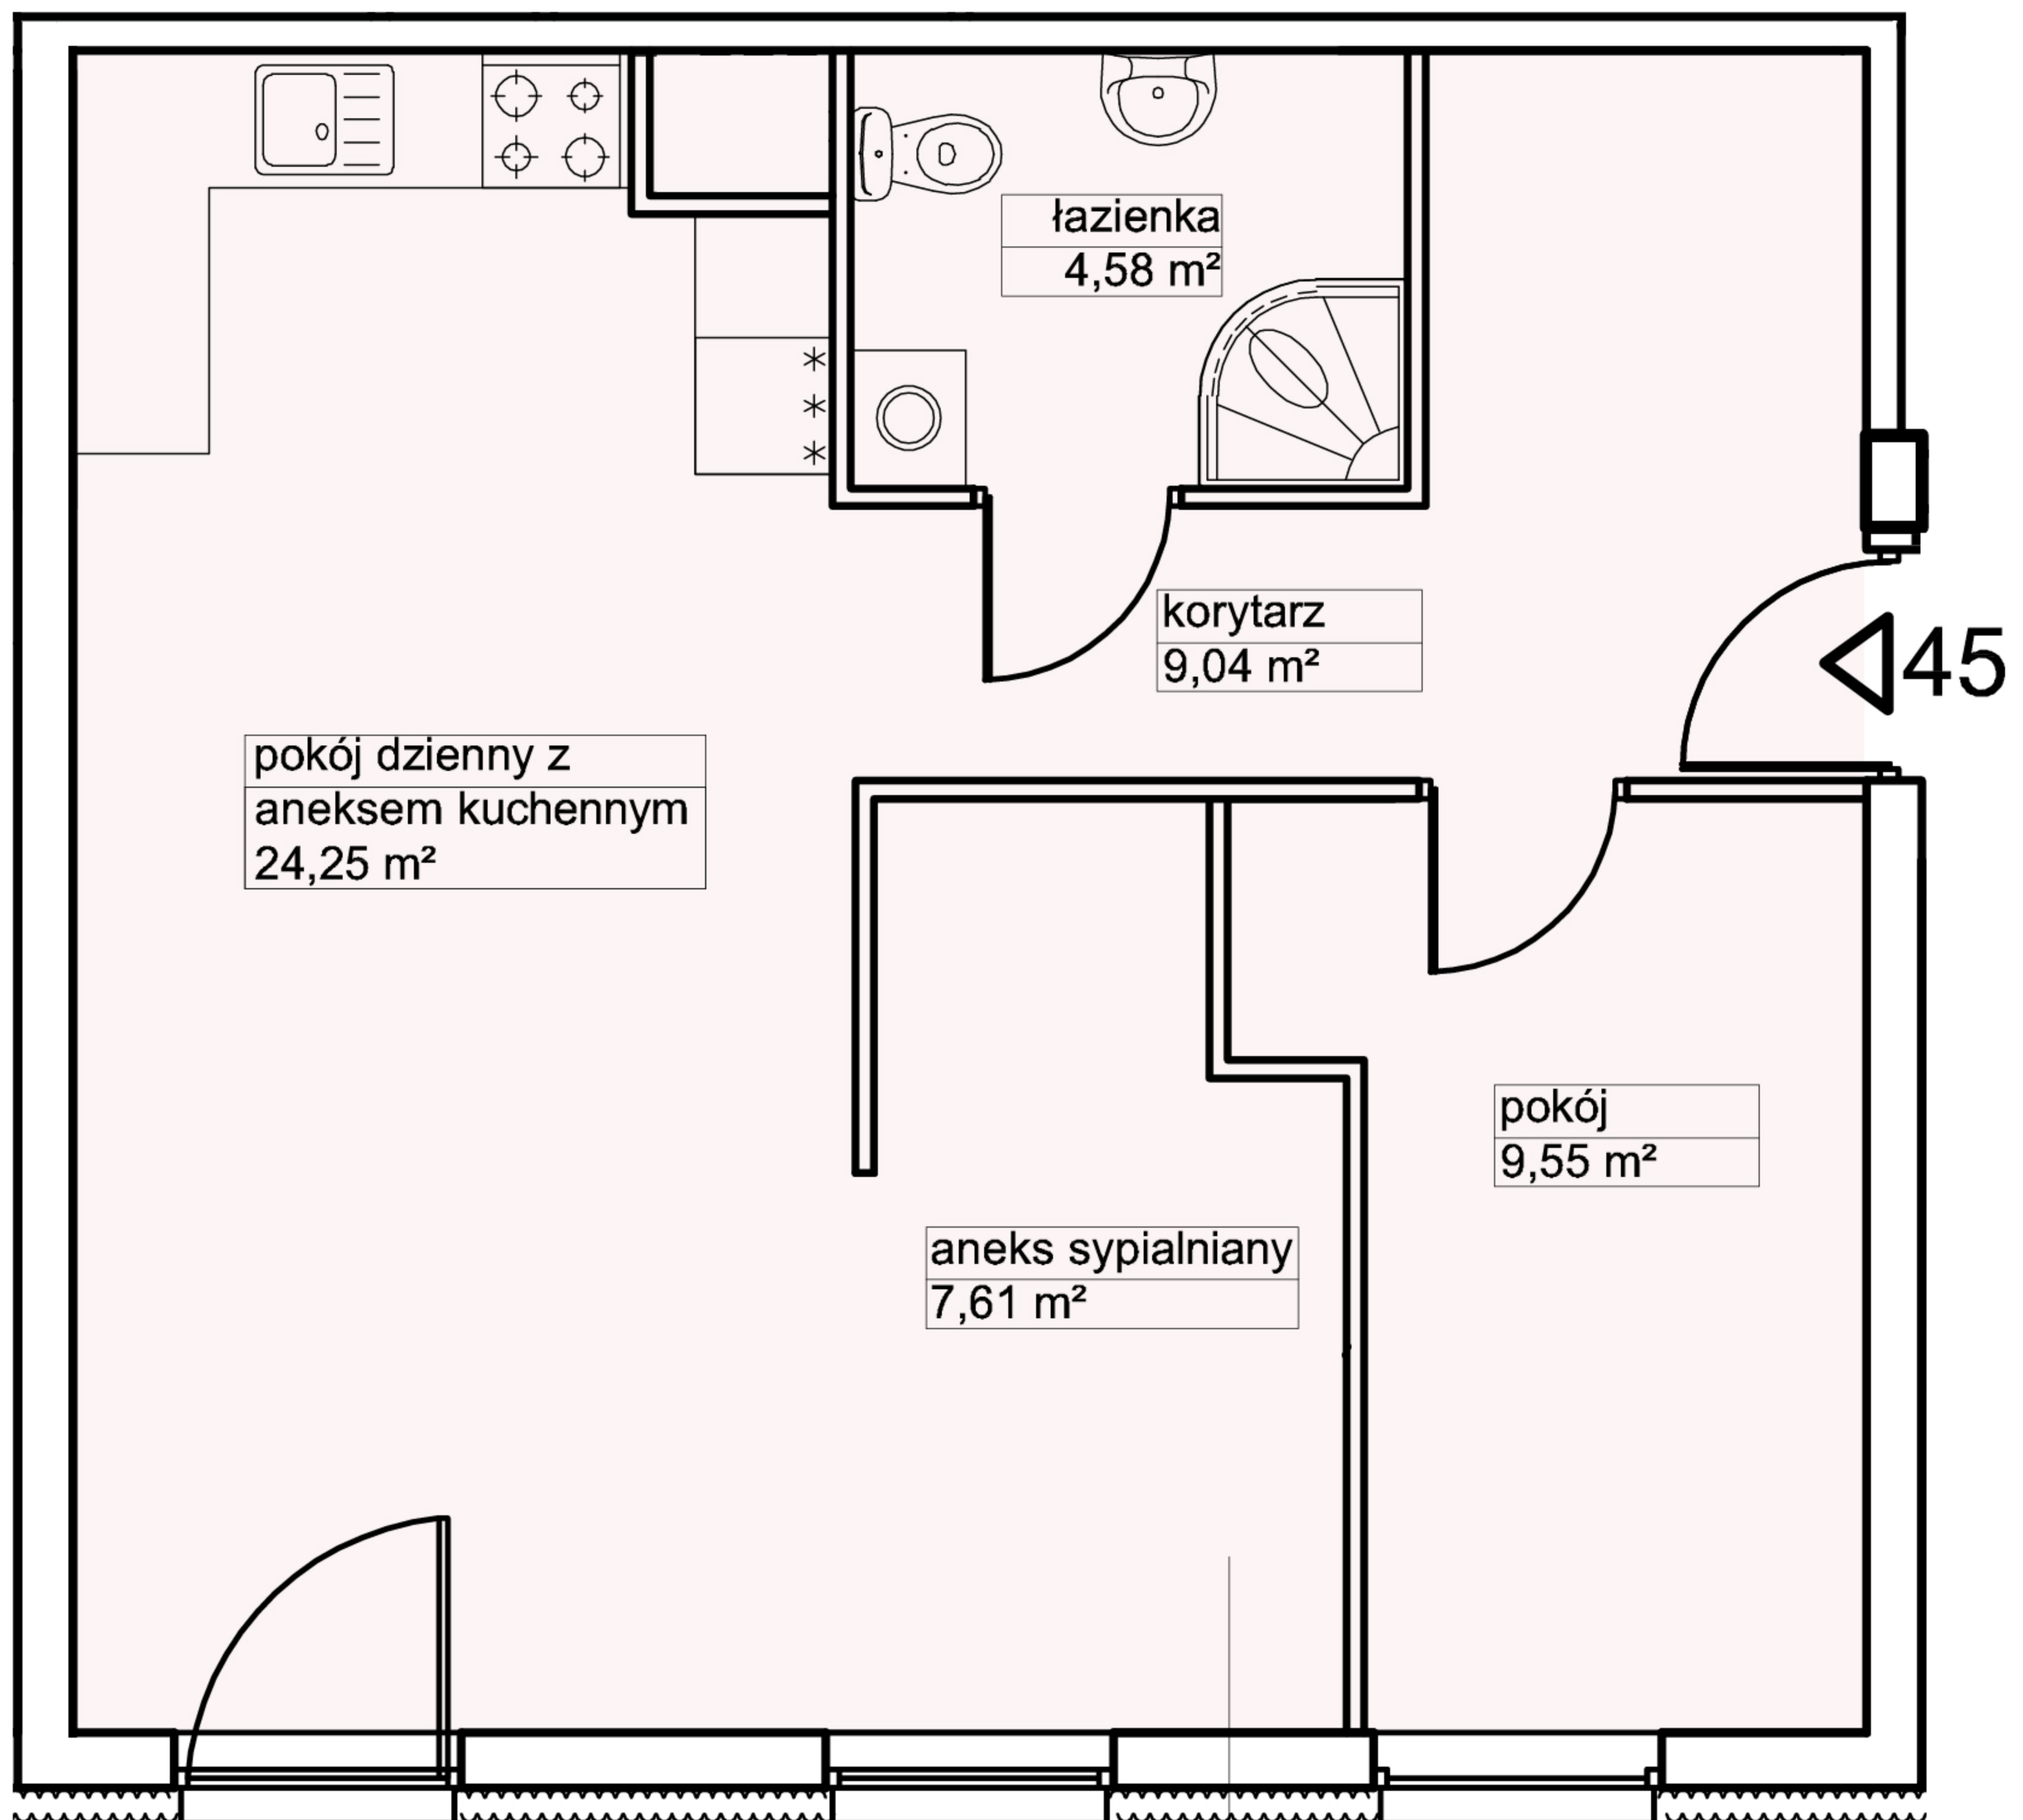 łazienka
4,58 m²
korytarz
9,04 m²
45
pokój dzienny z
aneksem kuchennym
24,25 m²
pokój
9,55 m²
aneks sypialniany
7,61 m²